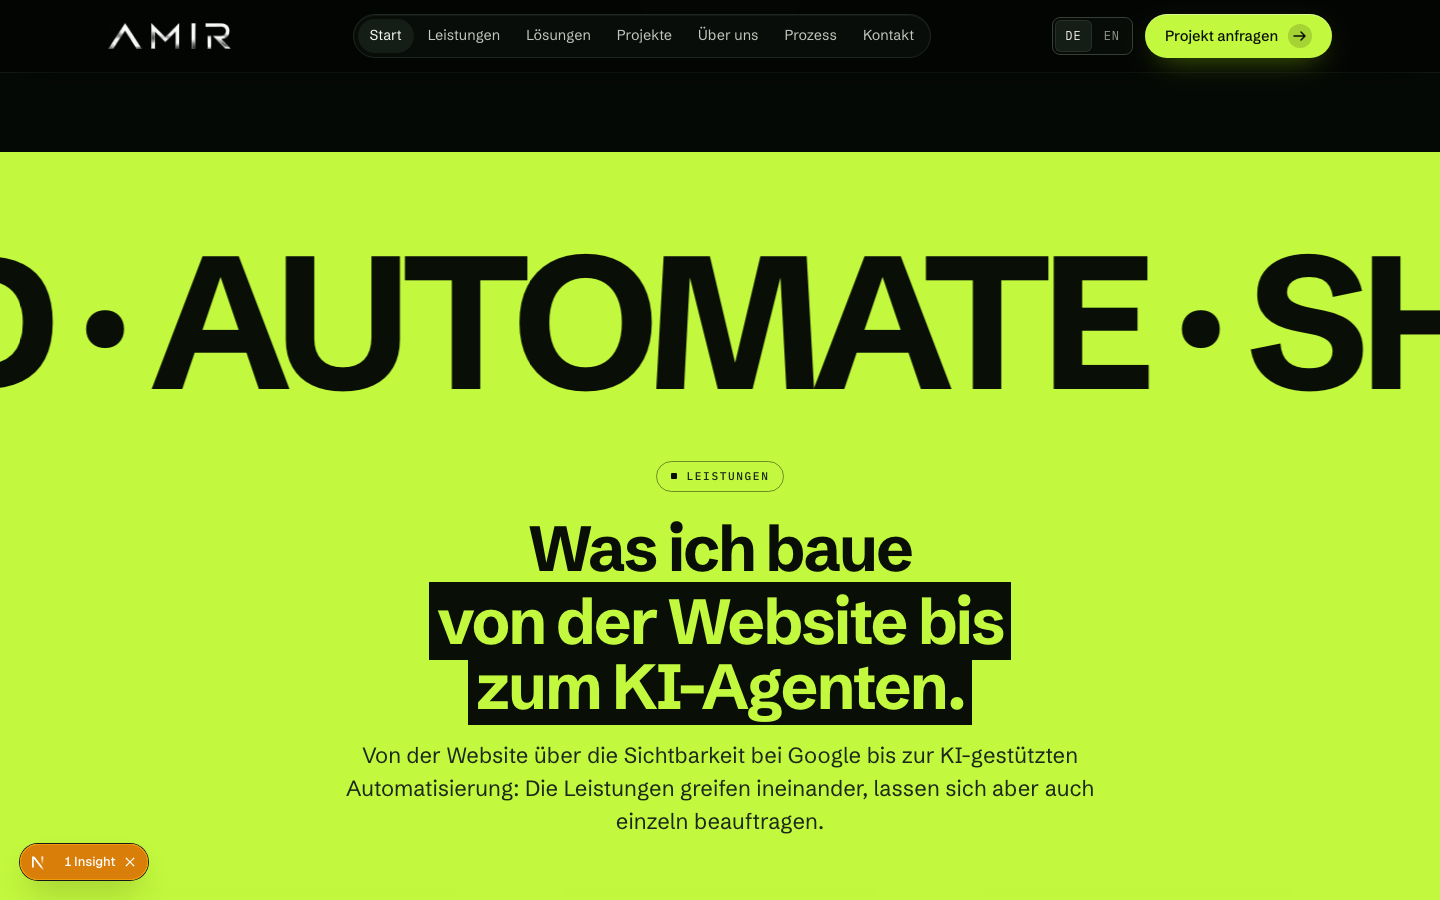 AMIR
Start Leistungen Lösungen Projekte Über uns Prozess Kontakt
DE EN
Projekt anfragen
• AUTOMATE • SH
LEISTUNGEN
Was ich baue
von der Website bis
zum KI-Agenten.
Von der Website über die Sichtbarkeit bei Google bis zur KI-gestützten
Automatisierung: Die Leistungen greifen ineinander, lassen sich aber auch
einzeln beauftragen.
1 Insight